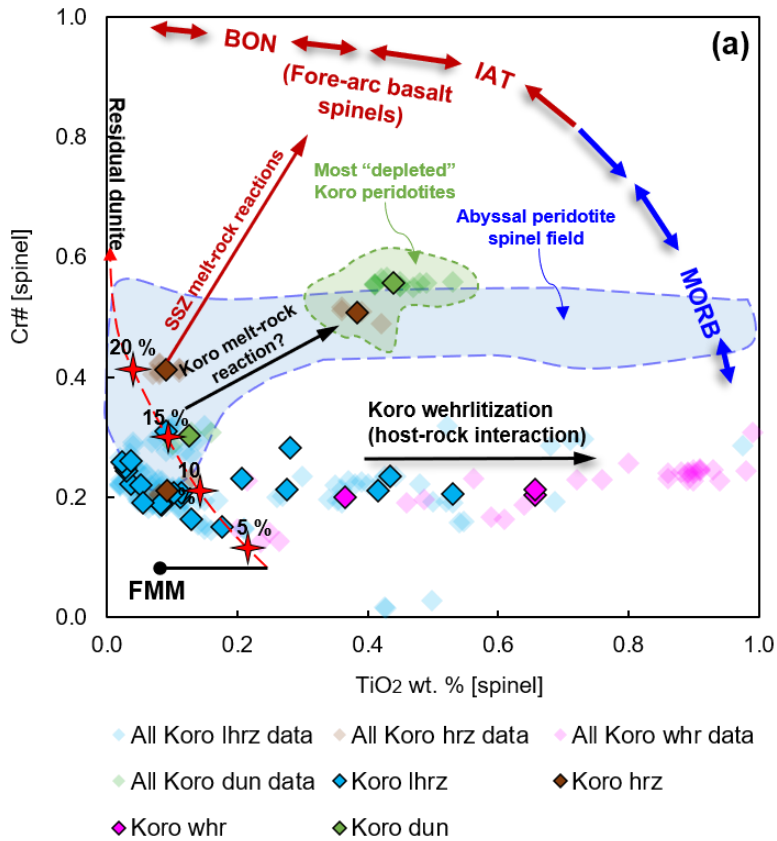 (a)
BON
IAT
(Fore-arc basalt
spinels)
MORB
Residual dunite
SSZ melt-rock reactions
Most “depleted”
Koro peridotites
Abyssal peridotite
spinel field
Koro melt-rock
reaction?
Koro wehrlitization
(host-rock interaction)
20 %
15 %
10
%
5 %
FMM
Cr# [spinel]
1.0
0.8
0.6
0.4
0.2
0.0
0.0
0.2
0.4
0.6
0.8
1.0
TiO2 wt. % [spinel]
All Koro lhrz data
All Koro hrz data
All Koro whr data
All Koro dun data
Koro lhrz
Koro hrz
Koro whr
Koro dun